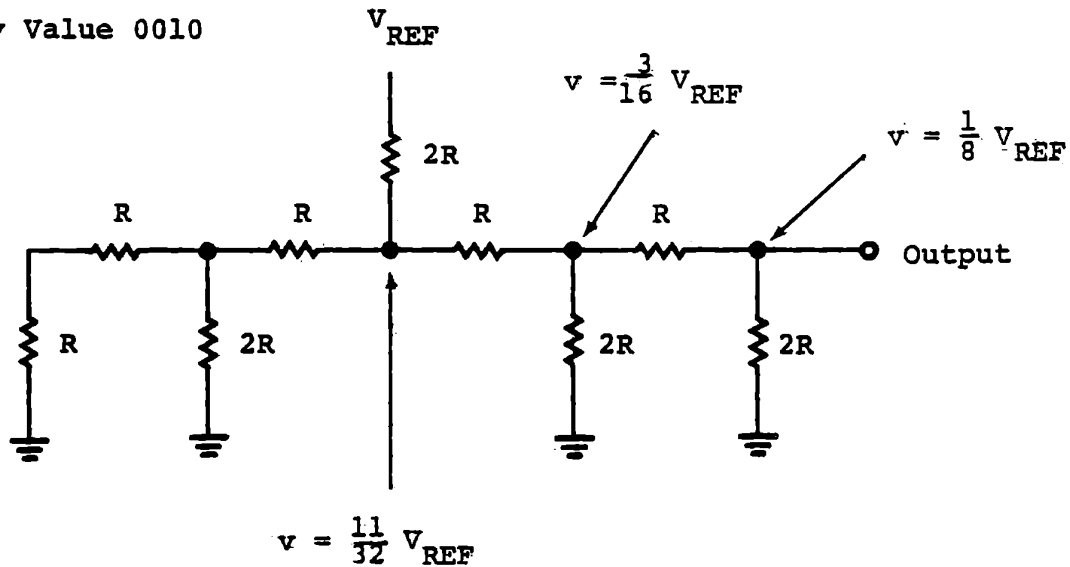 Value 0010
V_REF
v = 3/16 V_REF
v = 1/8 V_REF
2R
R R R R
Output
R 2R 2R 2R
v = 11/32 V_REF